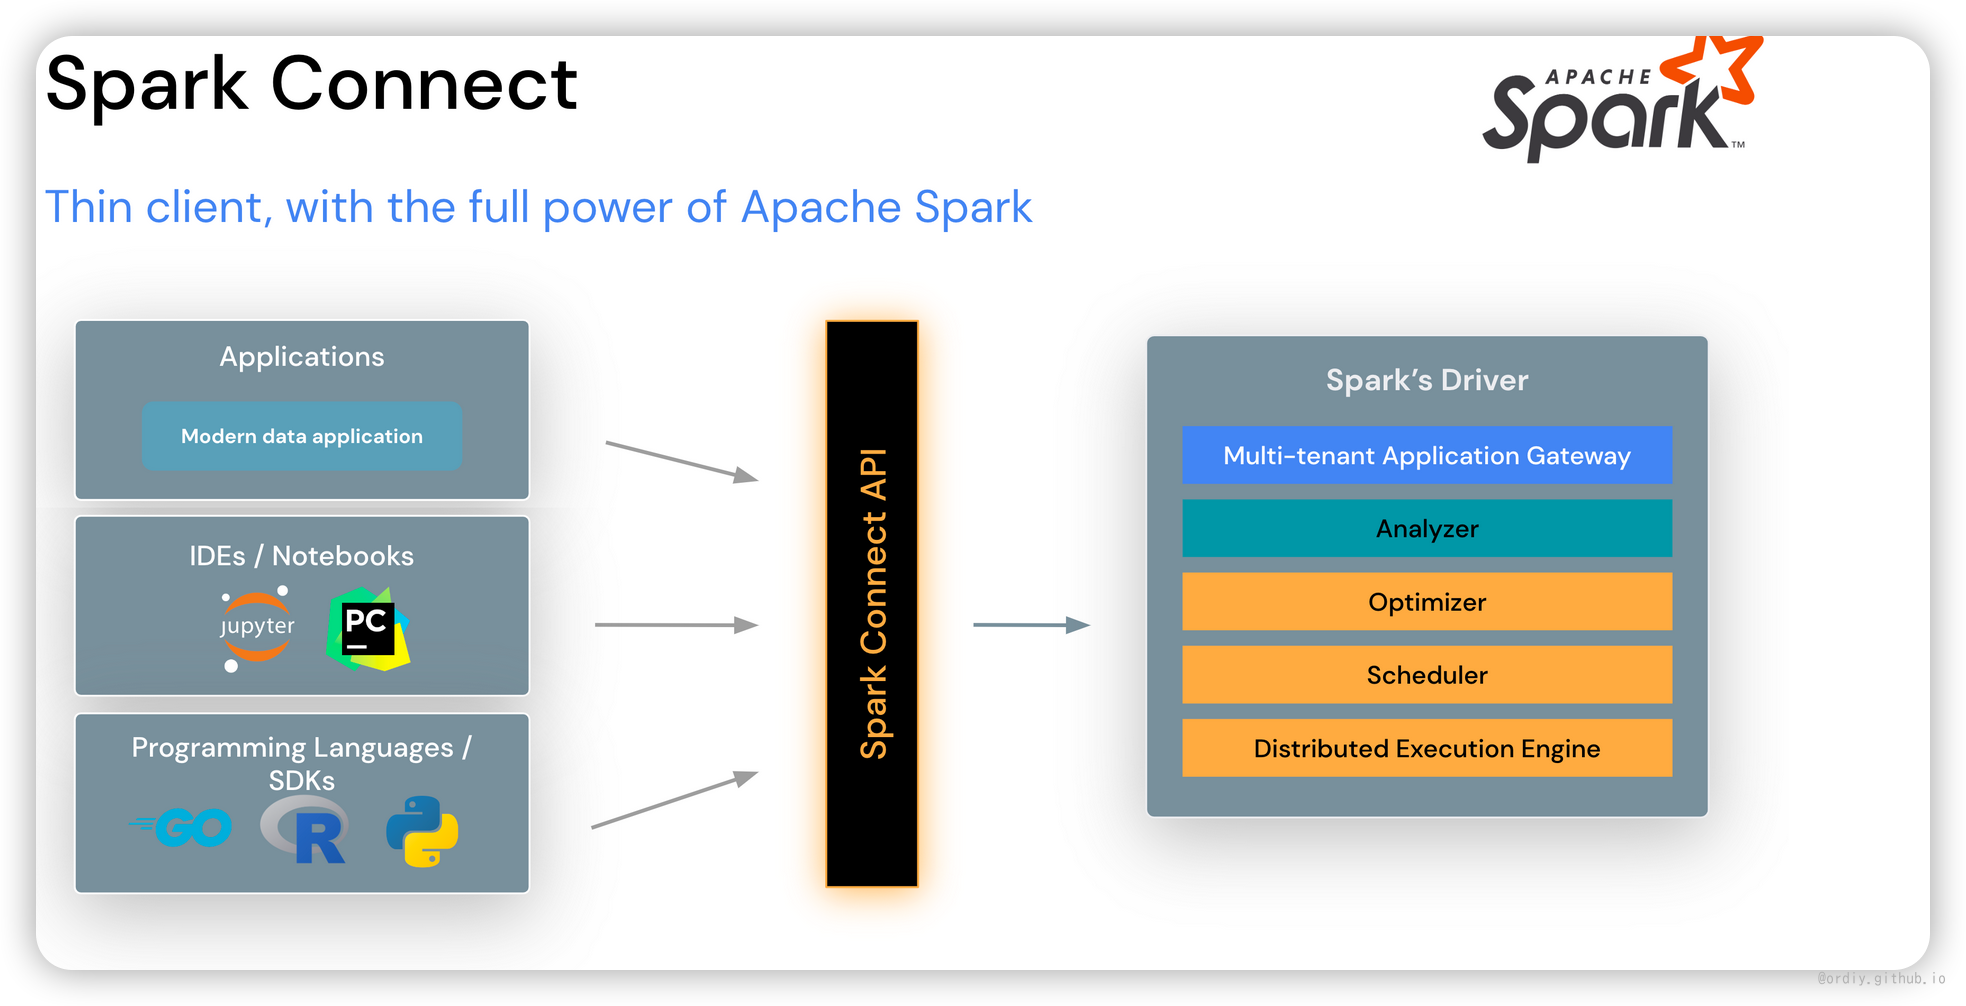 Spark Connect
APACHE
Spark™
Thin client, with the full power of Apache Spark
Applications
Modern data application
IDEs / Notebooks
jupyter
PC
Programming Languages /
SDKs
GO
R
Spark Connect API
Spark’s Driver
Multi-tenant Application Gateway
Analyzer
Optimizer
Scheduler
Distributed Execution Engine
@ordiy.github.io